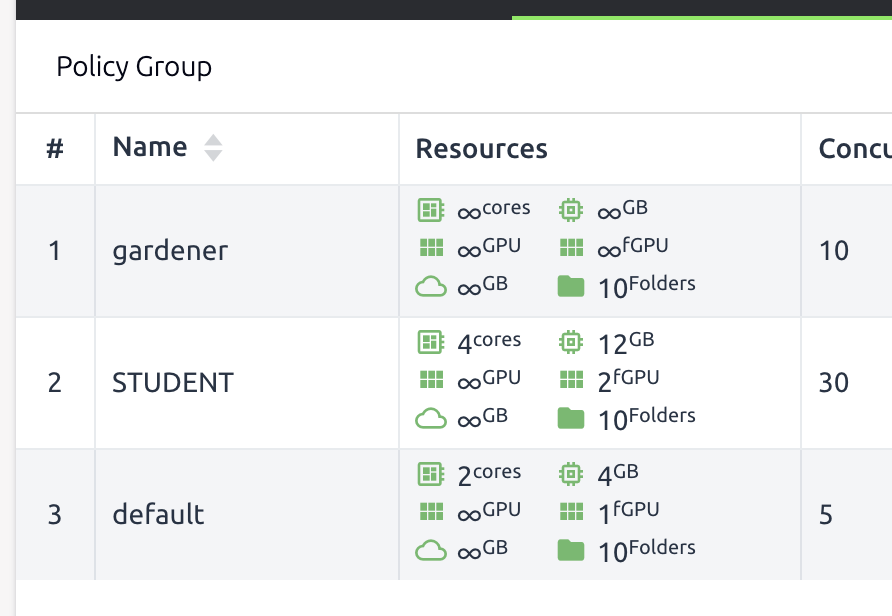 Policy Group
# Name Resources Concu
∞cores ∞GB
1 gardener ∞GPU ∞fGPU 10
∞GB 10Folders
4cores 12GB
2 STUDENT ∞GPU 2fGPU 30
∞GB 10Folders
2cores 4GB
3 default ∞GPU 1fGPU 5
∞GB 10Folders